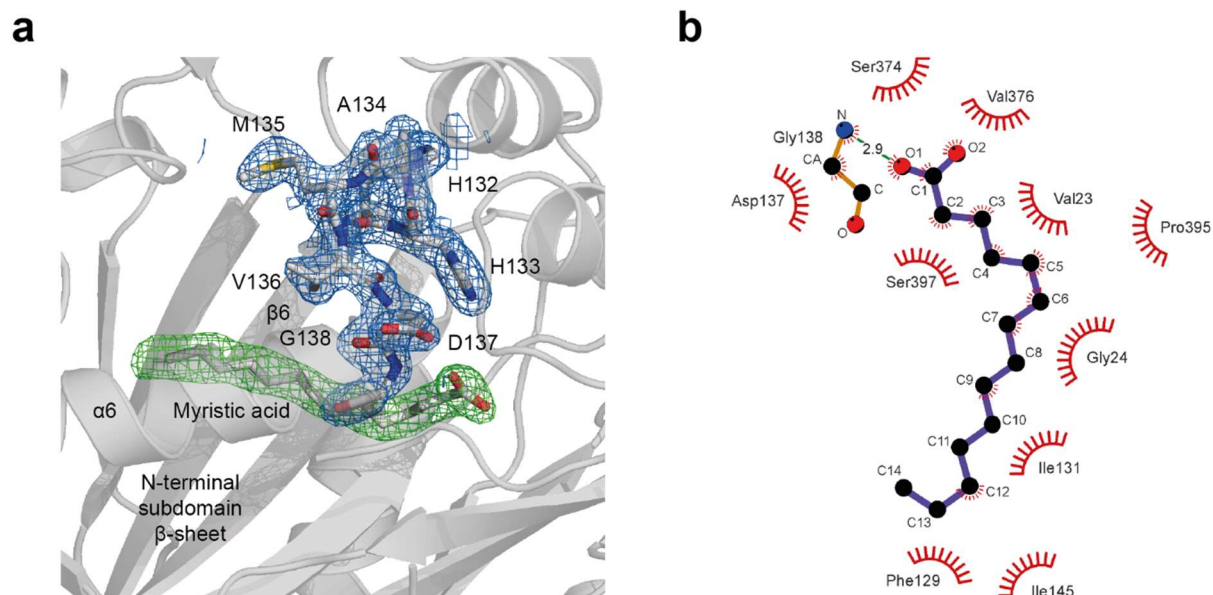 a
A134
M135
H132
H133
V136
β6
G138
D137
α6
Myristic acid
N-terminal
subdomain
β-sheet
b
Ser374
Val376
N
Gly138
2.9
O1
O2
CA
C1
Asp137
C
C2
C3
Val23
O
Pro395
C4
C5
Ser397
C6
C7
Gly24
C8
C9
C10
C11
Ile131
C14
C12
C13
Phe129
Ile145